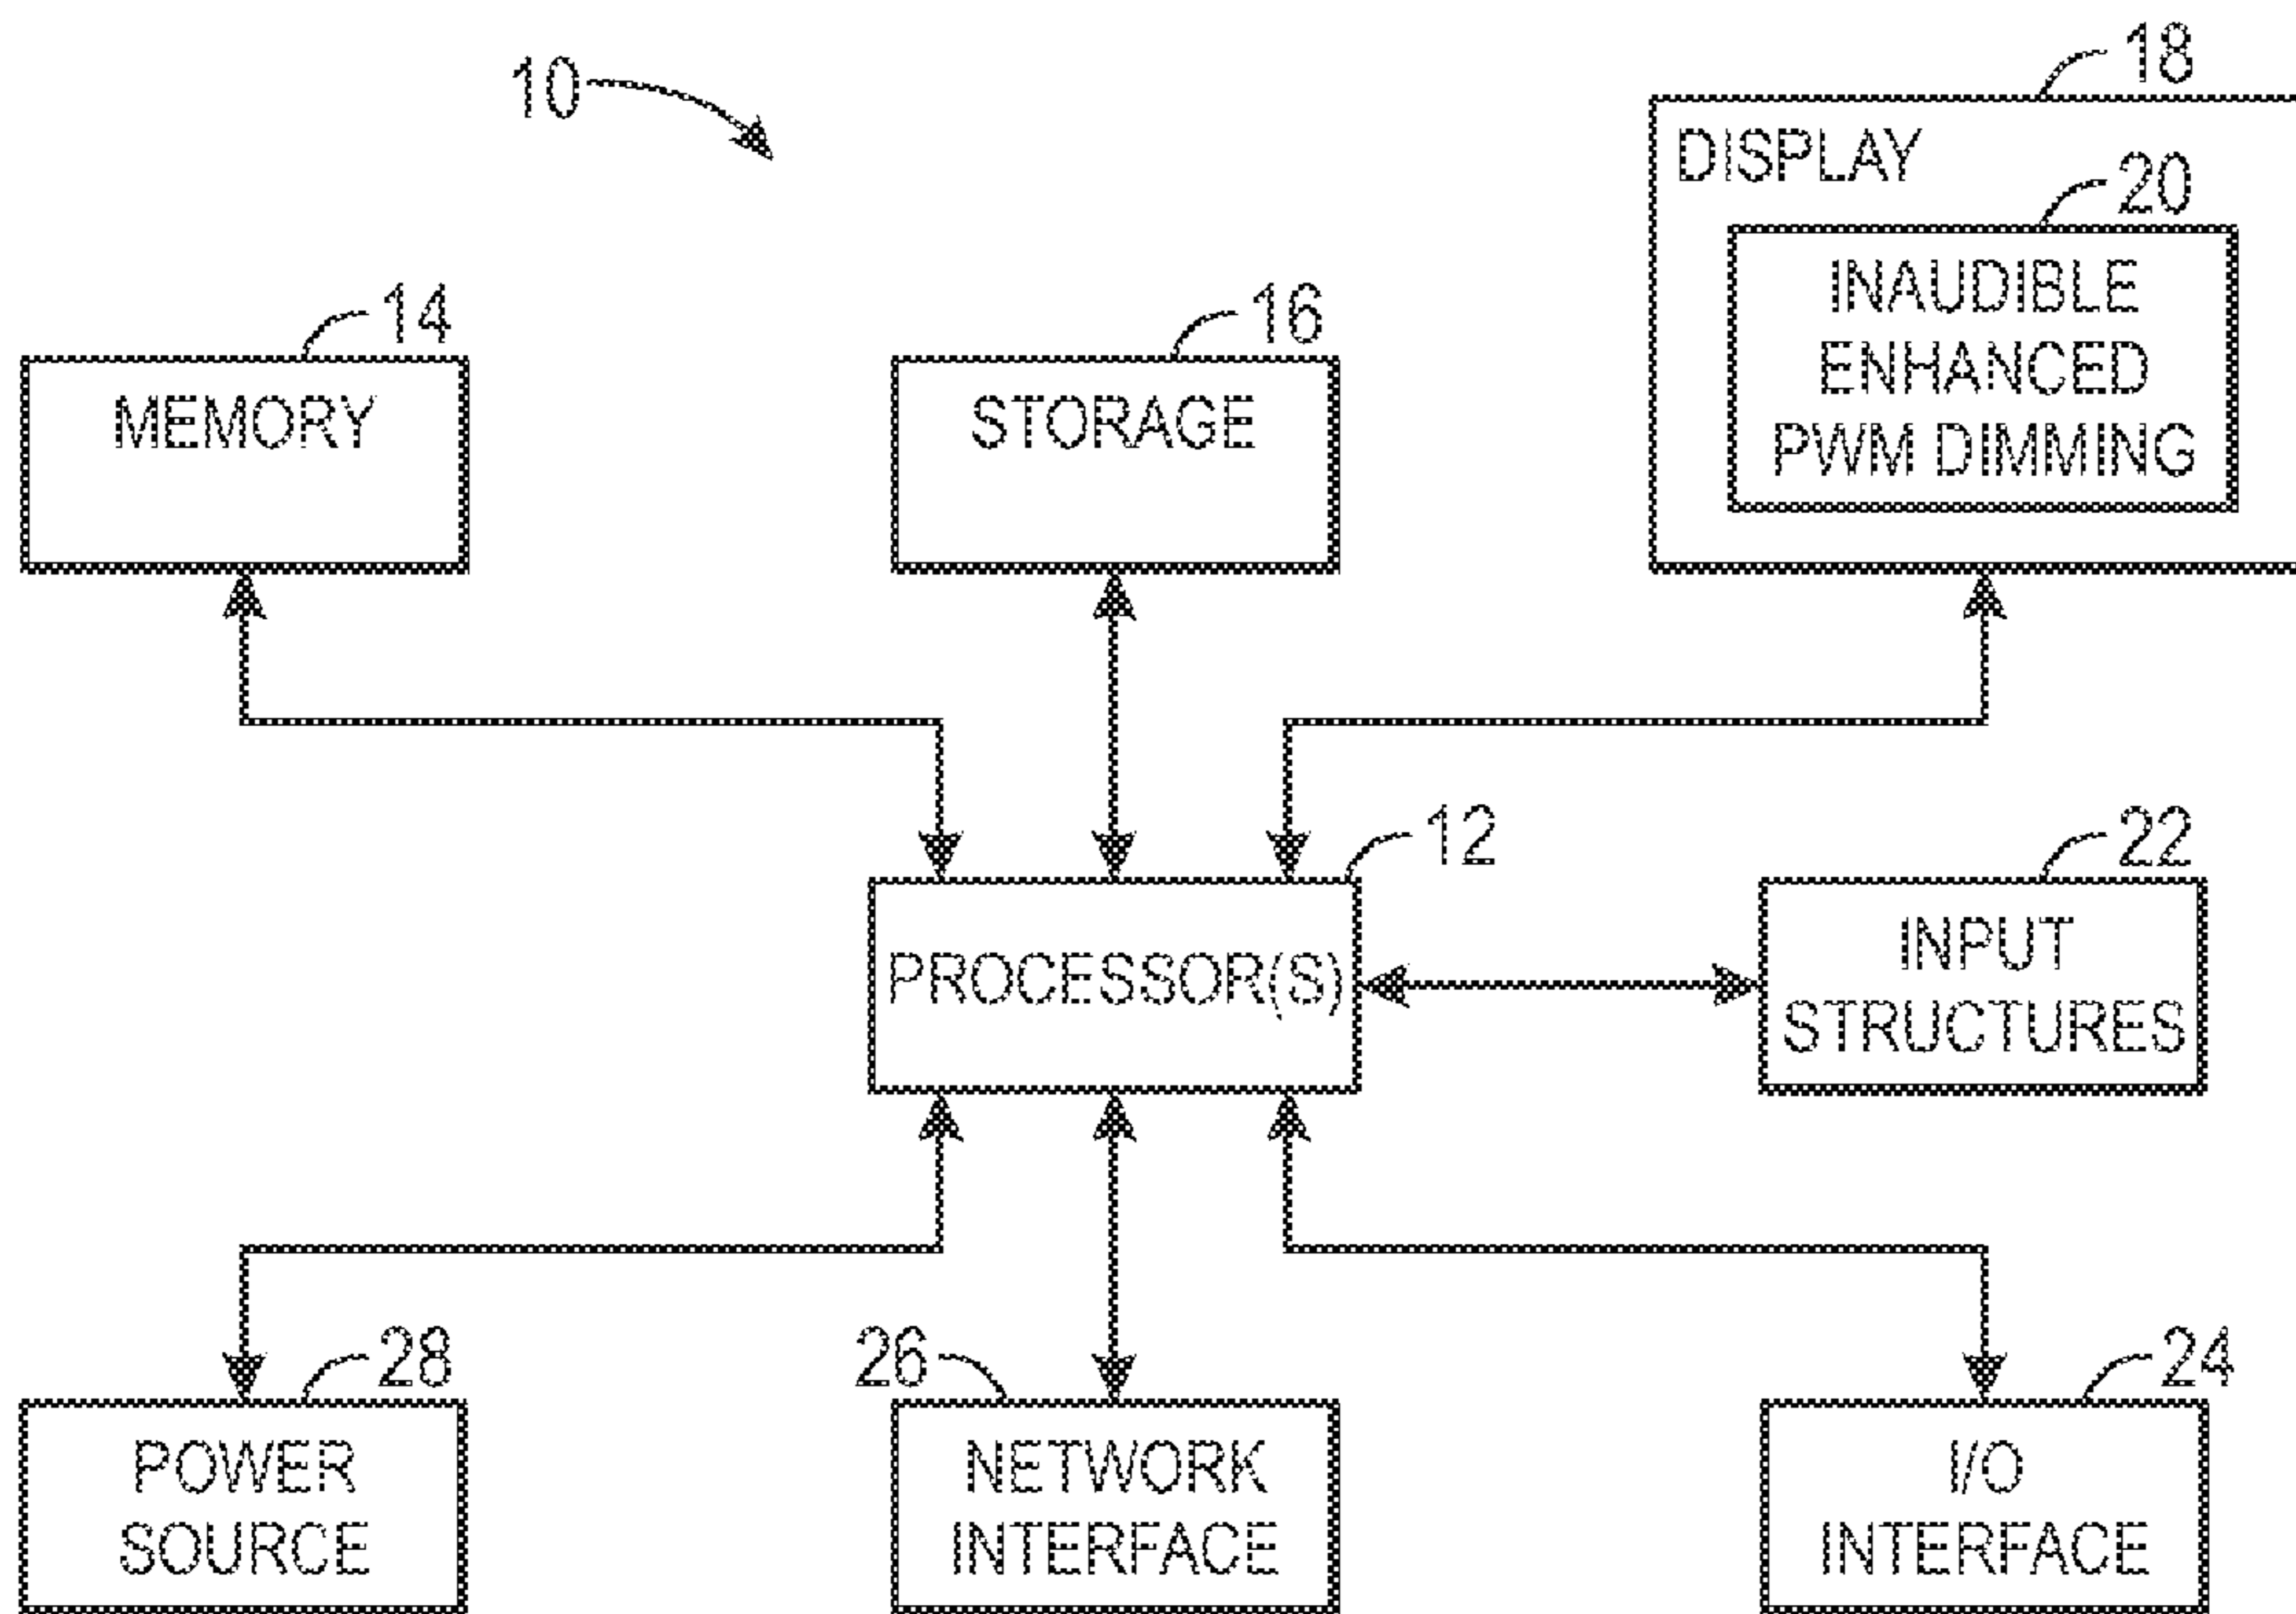 10
18
DISPLAY
20
INAUDIBLE
ENHANCED
PWM DIMMING
14
MEMORY
16
STORAGE
12
PROCESSOR(S)
22
INPUT
STRUCTURES
28
POWER
SOURCE
26
NETWORK
INTERFACE
24
I/O
INTERFACE